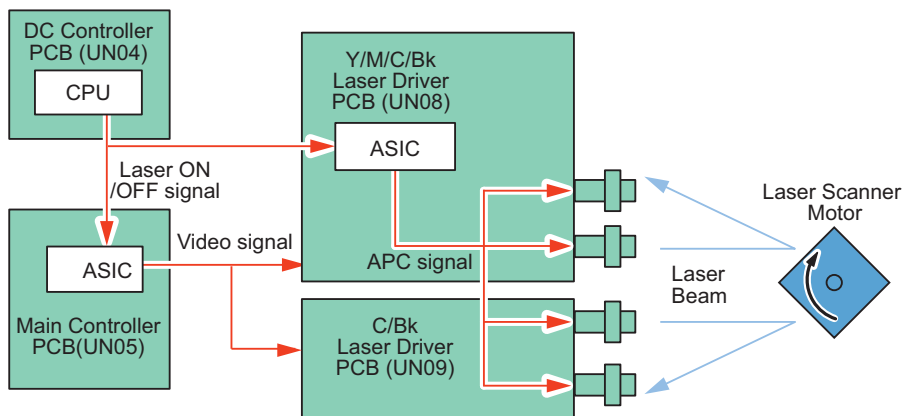 DC Controller
PCB (UN04)
CPU
Laser ON
/OFF signal
ASIC
Main Controller
PCB(UN05)
Video signal
Y/M/C/Bk
Laser Driver
PCB (UN08)
ASIC
APC signal
C/Bk
Laser Driver
PCB (UN09)
Laser Scanner
Motor
Laser
Beam